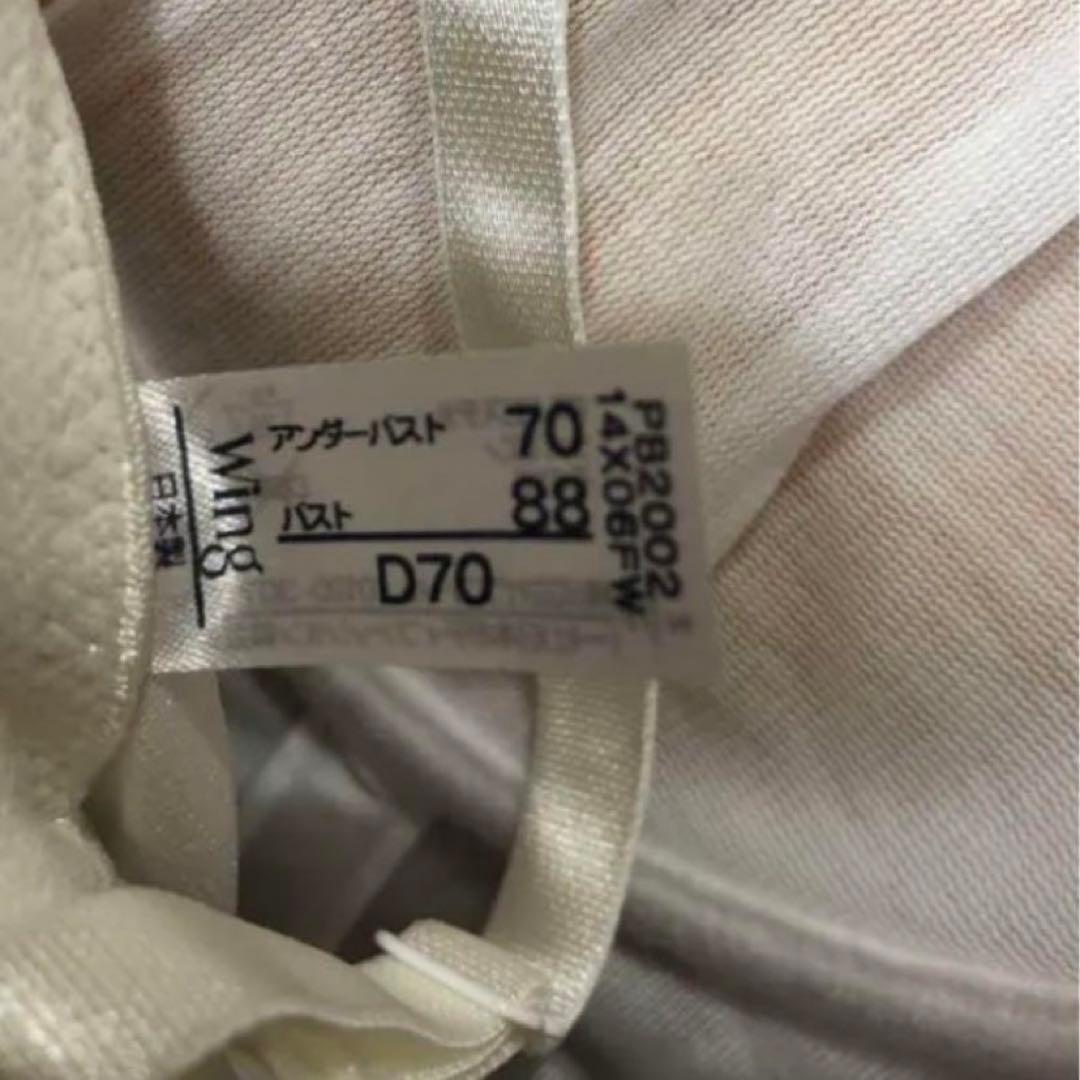 アンダーバスト 70
バスト 88
D70
Wing
日本製
PB2002
14X06FW